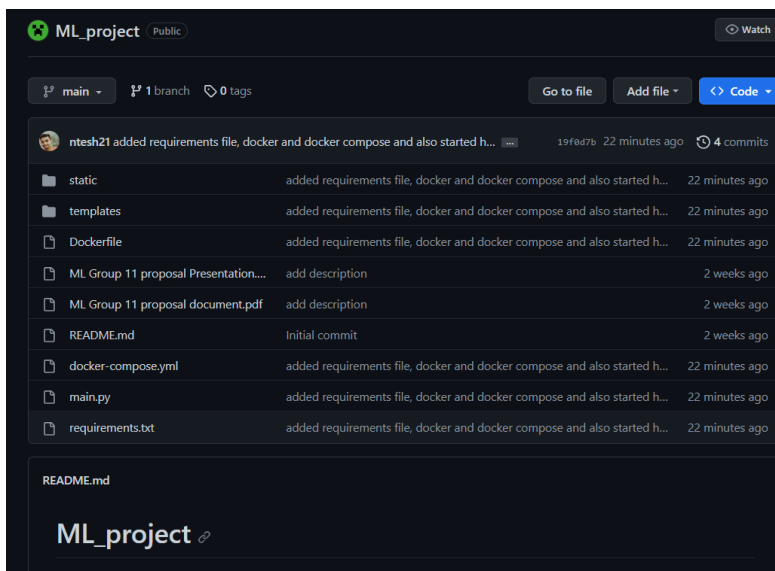 ML_project Public Watch
main 1 branch 0 tags Go to file Add file Code
ntesh21 added requirements file, docker and docker compose and also started h... ... 19f0d7b 22 minutes ago 4 commits
static added requirements file, docker and docker compose and also started h... 22 minutes ago
templates added requirements file, docker and docker compose and also started h... 22 minutes ago
Dockerfile added requirements file, docker and docker compose and also started h... 22 minutes ago
ML Group 11 proposal Presentation.... add description 2 weeks ago
ML Group 11 proposal document.pdf add description 2 weeks ago
README.md Initial commit 2 weeks ago
docker-compose.yml added requirements file, docker and docker compose and also started h... 22 minutes ago
main.py added requirements file, docker and docker compose and also started h... 22 minutes ago
requirements.txt added requirements file, docker and docker compose and also started h... 22 minutes ago
README.md
ML_project